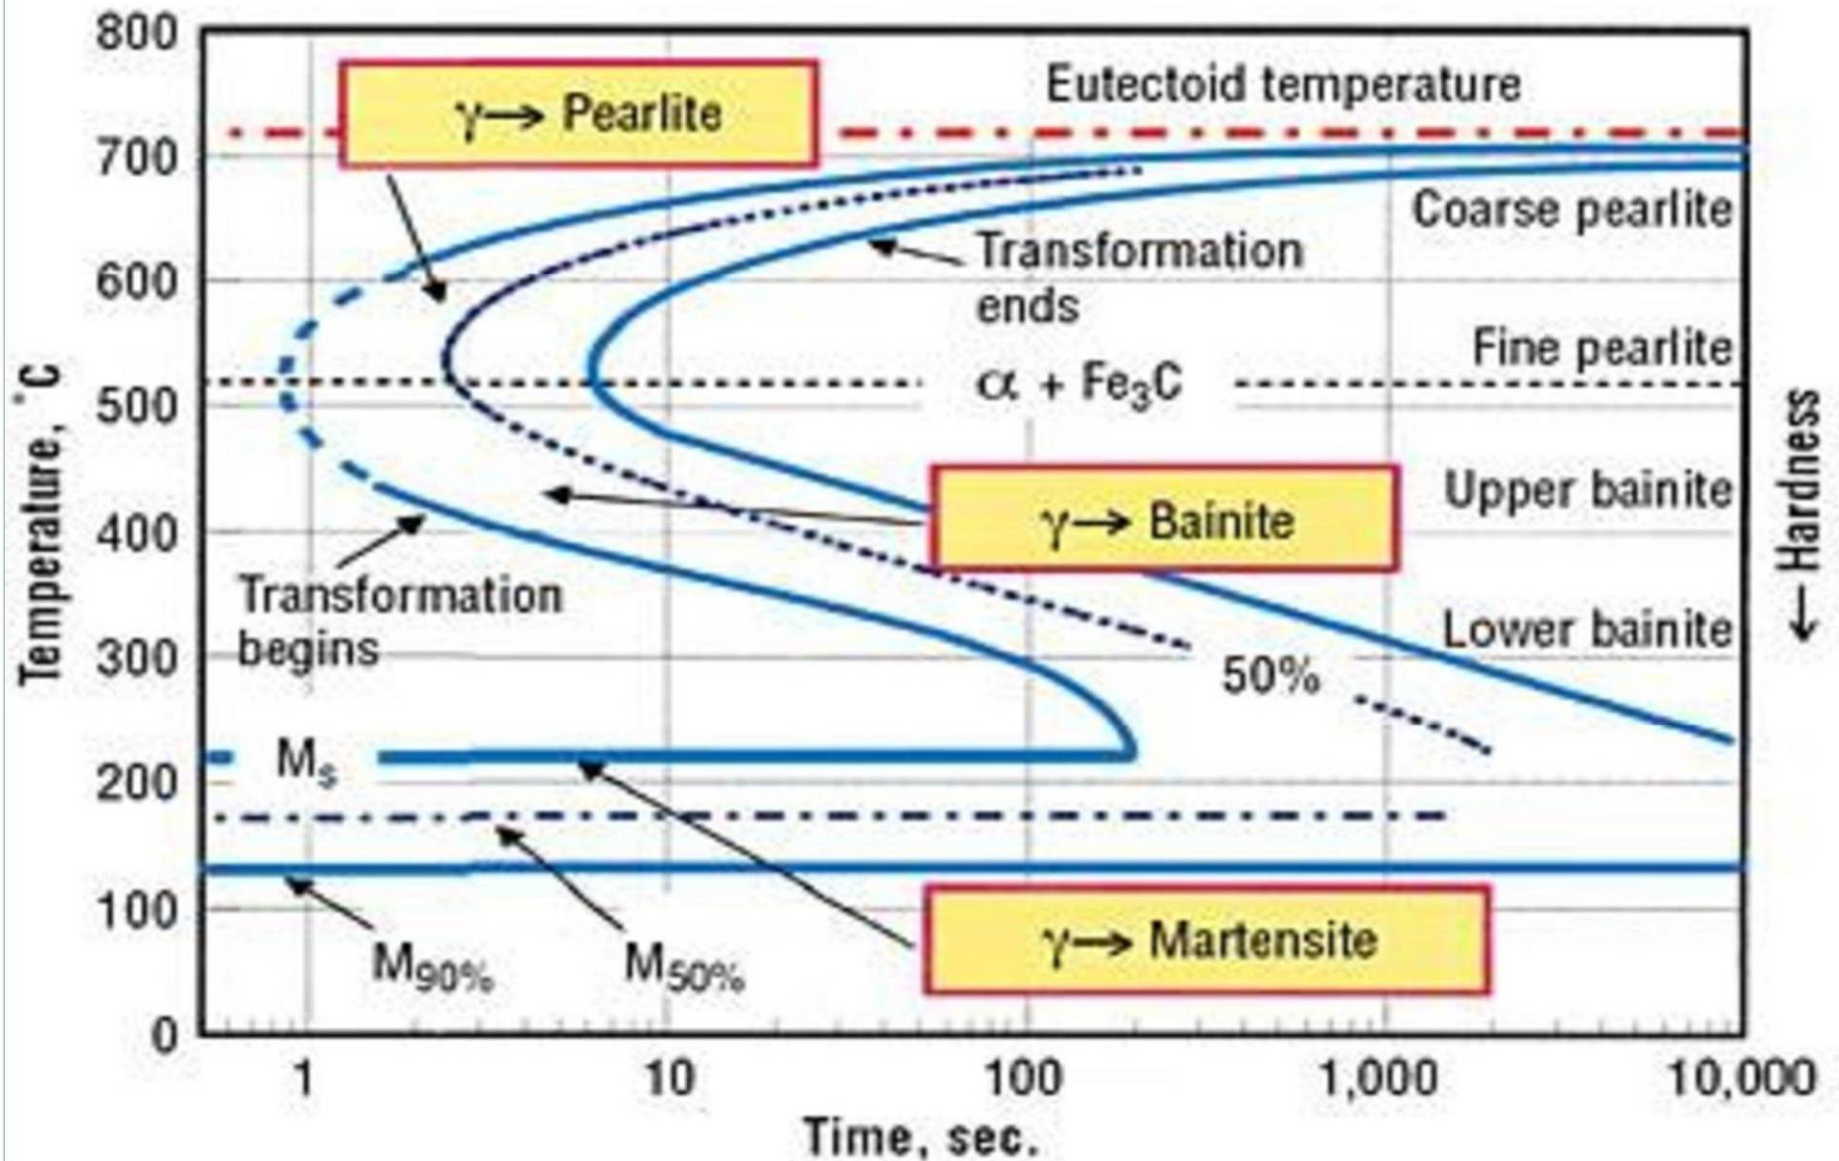 800
700
600
500
400
300
200
100
0
Temperature, °C
γ→ Pearlite
Eutectoid temperature
Coarse pearlite
Transformation
ends
Fine pearlite
α + Fe₃C
Upper bainite
γ→ Bainite
Transformation
begins
Lower bainite
50%
Mₛ
γ→ Martensite
M90%
M50%
←Hardness
1
10
100
1,000
10,000
Time, sec.